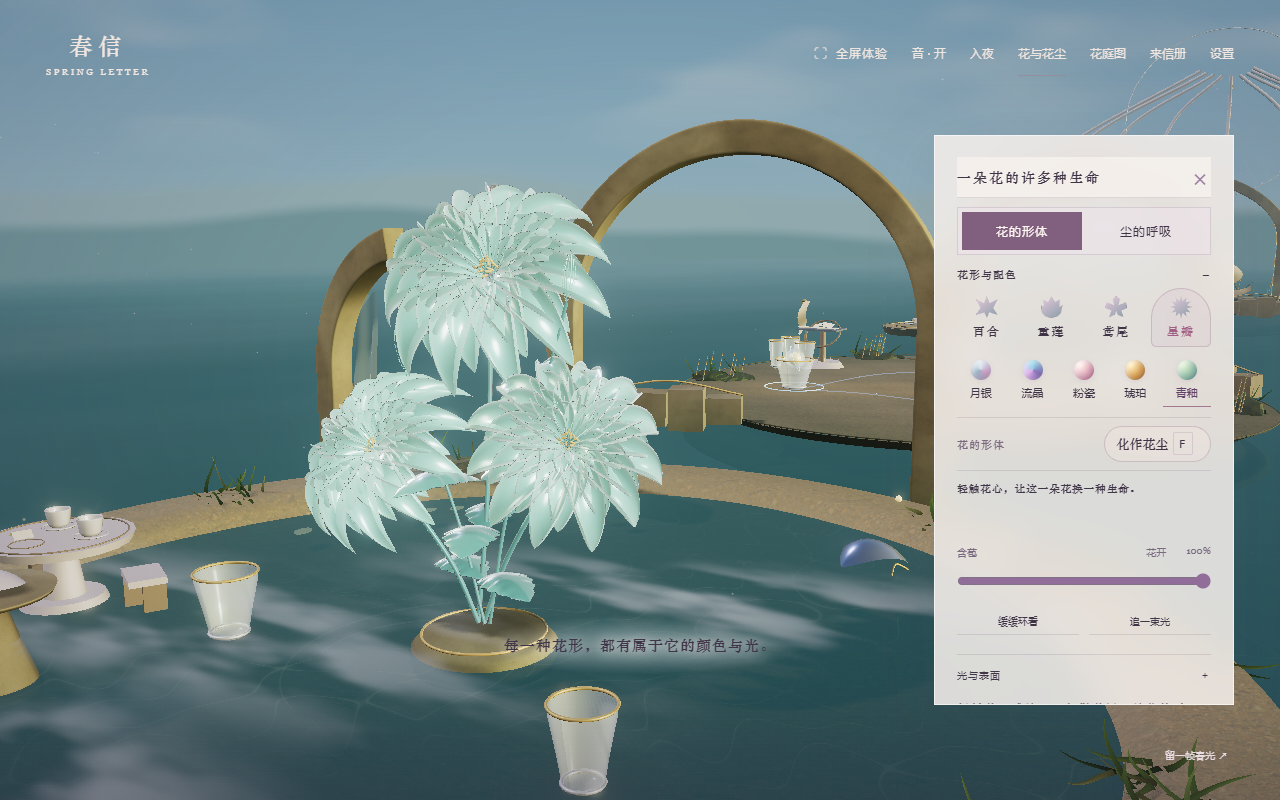 春信
SPRING LETTER
全屏体验 音·开 入夜 花与花尘 花庭图 来信册 设置
一朵花的许多种生命
花的形体 尘的呼吸
花形与配色
百合 重莲 鸢尾 星瓣
月银 流晶 粉瓷 琥珀 青釉
花的形体 化作花尘 F
轻触花心，让这一朵花换一种生命。
含苞 花开 100%
缓缓环看 追一束光
光与表面
每一种花形，都有属于它的颜色与光。
留一帧春光 ↗